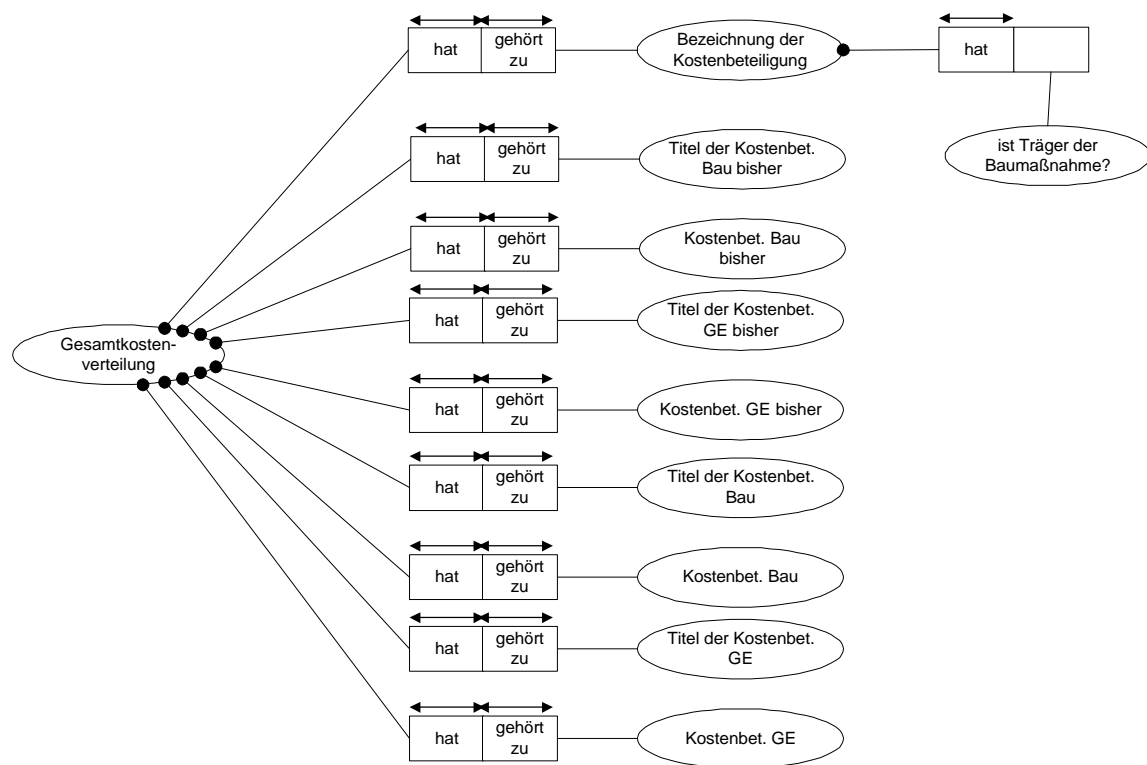 hat
gehört
zu
Bezeichnung der
Kostenbeteiligung
hat
ist Träger der
Baumaßnahme?
hat
gehört
zu
Titel der Kostenbet.
Bau bisher
hat
gehört
zu
Kostenbet. Bau
bisher
hat
gehört
zu
Titel der Kostenbet.
GE bisher
Gesamtkosten-
verteilung
hat
gehört
zu
Kostenbet. GE bisher
hat
gehört
zu
Titel der Kostenbet.
Bau
hat
gehört
zu
Kostenbet. Bau
hat
gehört
zu
Titel der Kostenbet.
GE
hat
gehört
zu
Kostenbet. GE